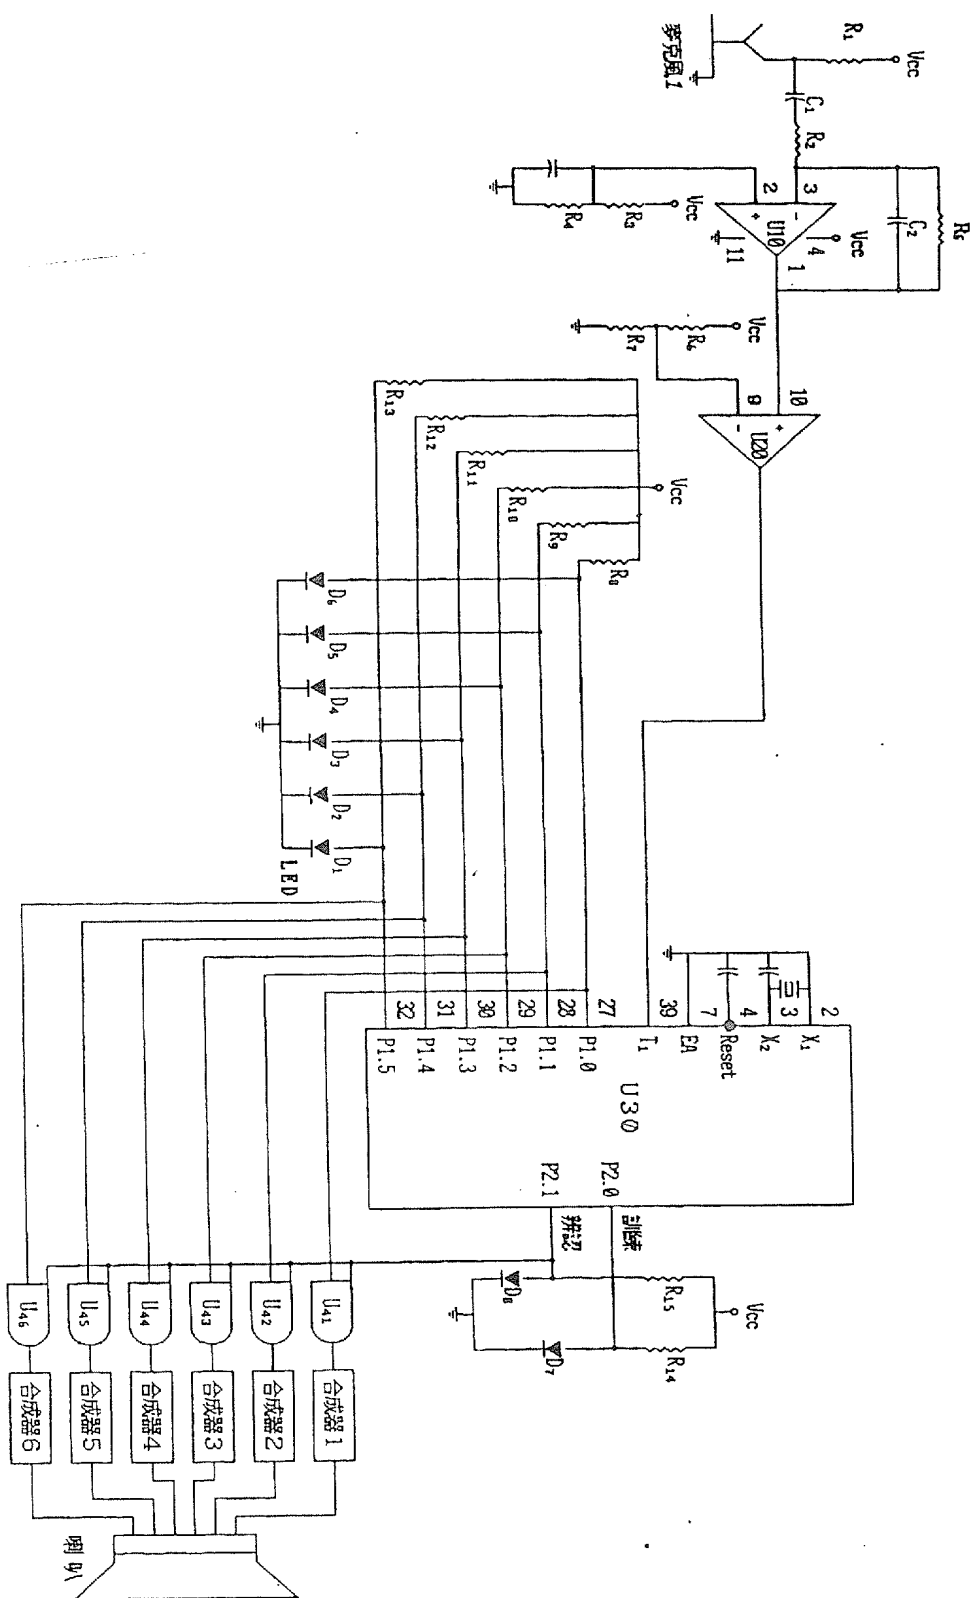 麥克風1
R₁
Vcc
C₁
R₂
R₅
C₂
2
3
+
-
U10
Vcc
4
11
1
Vcc
R₃
R₄
Vcc
R₆
R₇
10
9
+
-
U20
Vcc
R₁₃
R₁₂
R₁₁
R₁₀
R₉
R₈
D₆
D₅
D₄
D₃
D₂
D₁
LED
2
3
4
7
39
27
28
29
30
31
32
X₁
X₂
Reset
EA
T₁
P1.0
P1.1
P1.2
P1.3
P1.4
P1.5
U30
P2.0
P2.1
訓練
辨認
Vcc
R₁₅
R₁₄
D₈
D₇
U₄₁
U₄₂
U₄₃
U₄₄
U₄₅
U₄₆
合成器1
合成器2
合成器3
合成器4
合成器5
合成器6
喇叭